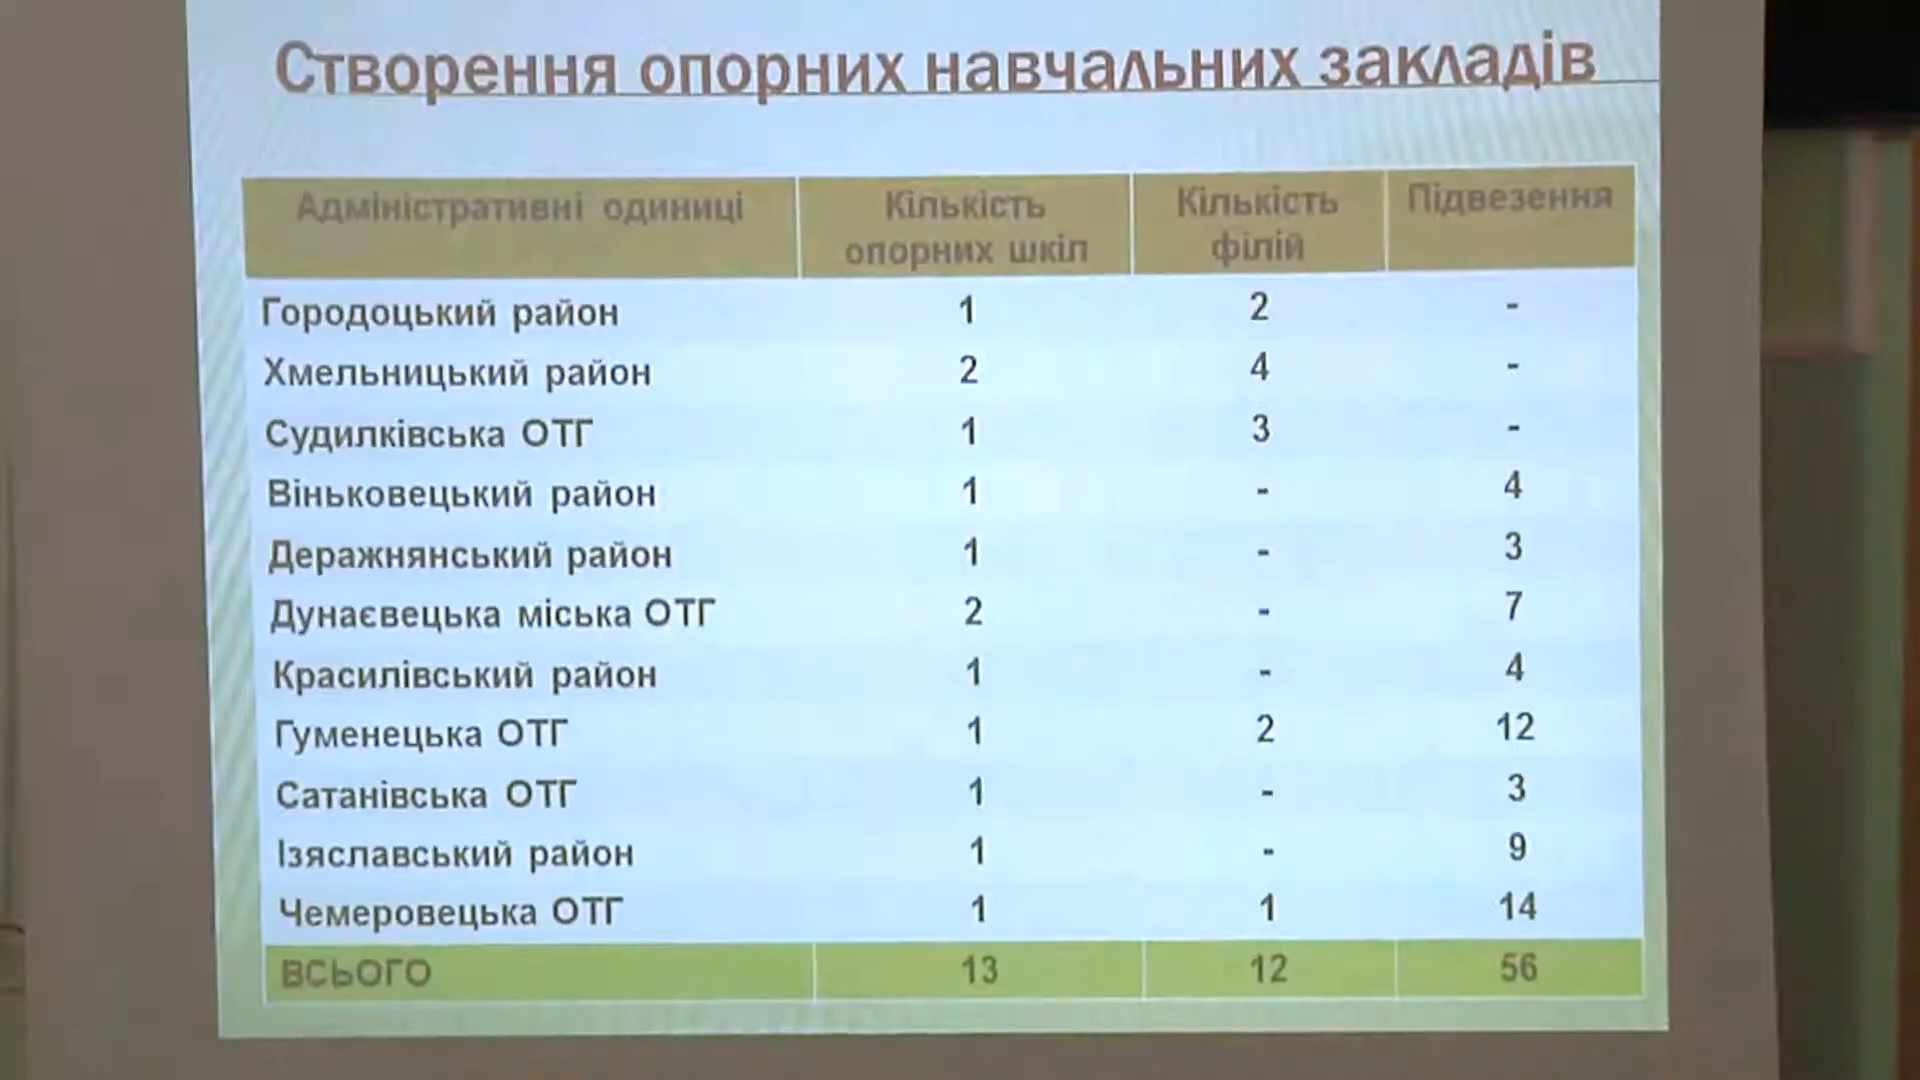 Створення опорних навчальних закладів
Адміністративні одиниці Кількість опорних шкіл Кількість філій Підвезення
Городоцький район 1 2 -
Хмельницький район 2 4 -
Судилківська ОТГ 1 3 -
Віньковецький район 1 - 4
Деражнянський район 1 - 3
Дунаєвецька міська ОТГ 2 - 7
Красилівський район 1 - 4
Гуменецька ОТГ 1 2 12
Сатанівська ОТГ 1 - 3
Ізяславський район 1 - 9
Чемеровецька ОТГ 1 1 14
ВСЬОГО 13 12 56